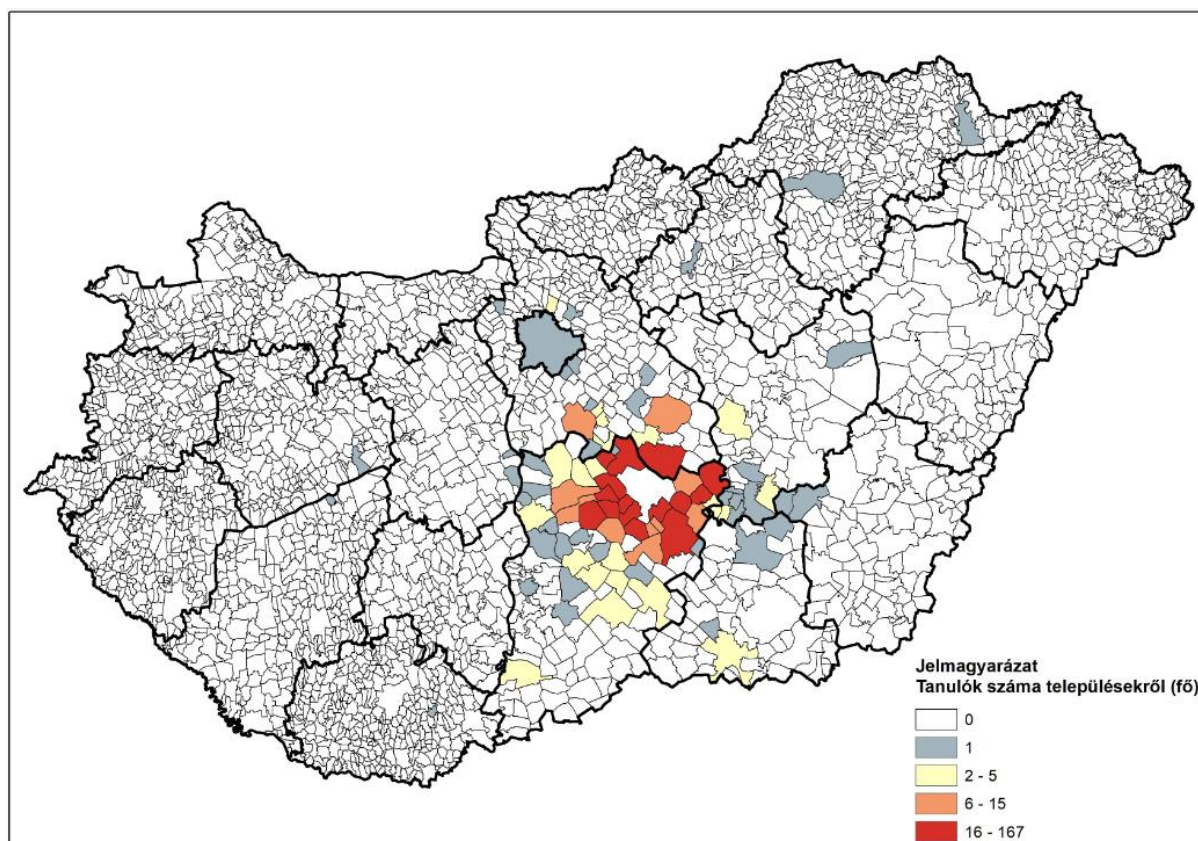 Jelmagyarázat
Tanulók száma településekről (fő)
0
1
2 - 5
6 - 15
16 - 167